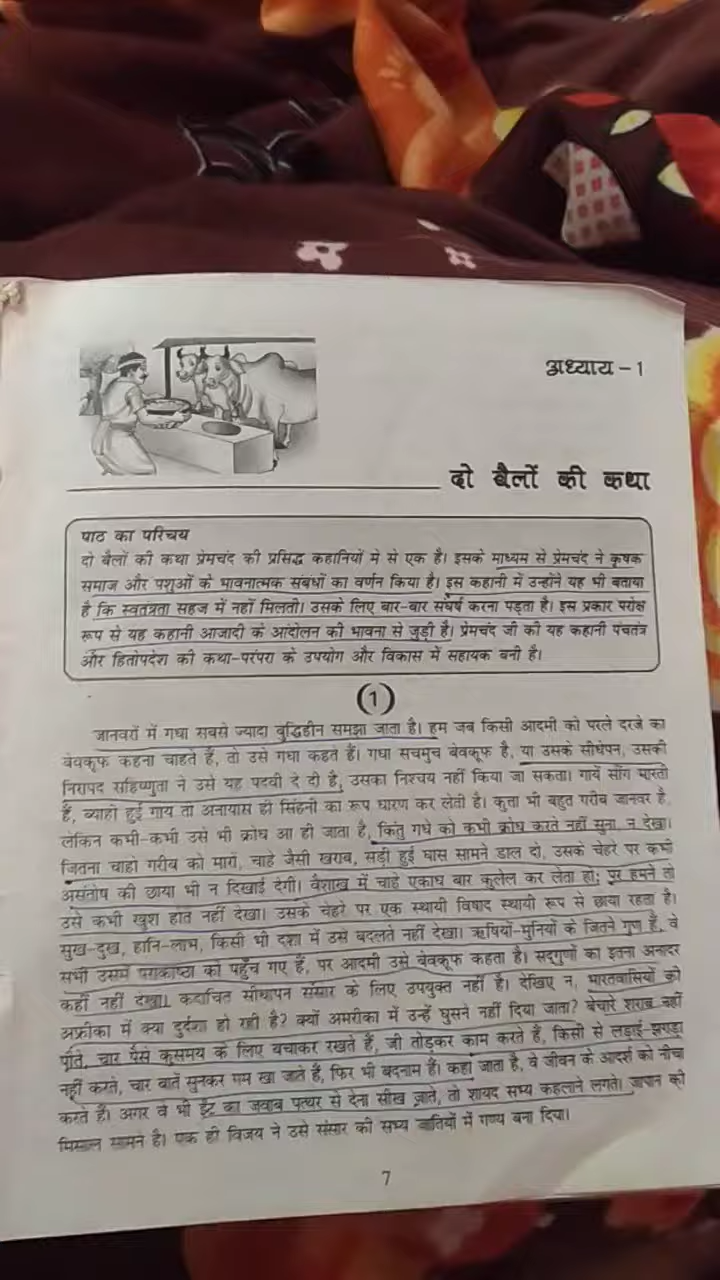 अध्याय - 1
दो बैलों की कथा
पाठ का परिचय
दो बैलों की कथा प्रेमचंद की प्रसिद्ध कहानियों में से एक है। इसके माध्यम से प्रेमचंद ने कृषक
समाज और पशुओं के भावनात्मक संबंधों का वर्णन किया है। इस कहानी में उन्होंने यह भी बताया
है कि स्वतंत्रता सहज में नहीं मिलती। उसके लिए बार-बार संघर्ष करना पड़ता है। इस प्रकार परोक्ष
रूप से यह कहानी आजादी के आंदोलन की भावना से जुड़ी है। प्रेमचंद जी की यह कहानी पंचतंत्र
और हितोपदेश की कथा-परंपरा के उपयोग और विकास में सहायक बनी है।
(1)
जानवरों में गधा सबसे ज्यादा बुद्धिहीन समझा जाता है। हम जब किसी आदमी को परले दरजे का
बेवकूफ कहना चाहते हैं, तो उसे गधा कहते हैं। गधा सचमुच बेवकूफ है, या उसके सीधेपन, उसकी
निरापद सहिष्णुता ने उसे यह पदवी दे दी है, उसका निश्चय नहीं किया जा सकता। गायें सींग मारती
हैं, ब्याही हुई गाय तो अनायास ही सिंहनी का रूप धारण कर लेती है। कुत्ता भी बहुत गरीब जानवर है,
लेकिन कभी-कभी उसे भी क्रोध आ ही जाता है, किंतु गधे को कभी क्रोध करते नहीं सुना, न देखा।
जितना चाहो गरीब को मारो, चाहे जैसी खराब, सड़ी हुई घास सामने डाल दो, उसके चेहरे पर कभी
असंतोष की छाया भी न दिखाई देगी। वैशाख में चाहे एकाध बार कुलेल कर लेता हो; पर हमने तो
उसे कभी खुश होते नहीं देखा। उसके चेहरे पर एक स्थायी विषाद स्थायी रूप से छाया रहता है।
सुख-दुख, हानि-लाभ, किसी भी दशा में उसे बदलते नहीं देखा। ऋषियों-मुनियों के जितने गुण हैं, वे
सभी उसमें पराकाष्ठा को पहुँच गए हैं, पर आदमी उसे बेवकूफ कहता है। सद्गुणों का इतना अनादर
कहीं नहीं देखा। कदाचित सीधापन संसार के लिए उपयुक्त नहीं है। देखिए न, भारतवासियों की
अफ्रीका में क्या दुर्दशा हो रही है? क्यों अमरीका में उन्हें घुसने नहीं दिया जाता? बेचारे शराब नहीं
पीते, चार पैसे कुसमय के लिए बचाकर रखते हैं, जी तोड़कर काम करते हैं, किसी से लड़ाई-झगड़ा
नहीं करते, चार बातें सुनकर गम खा जाते हैं, फिर भी बदनाम हैं। कहा जाता है, वे जीवन के आदर्श को नीचा
करते हैं। अगर वे भी ईंट का जवाब पत्थर से देना सीख जाते, तो शायद सभ्य कहलाने लगते। जापान की
मिसाल सामने है। एक ही विजय ने उसे संसार की सभ्य जातियों में गण्य बना दिया।
7